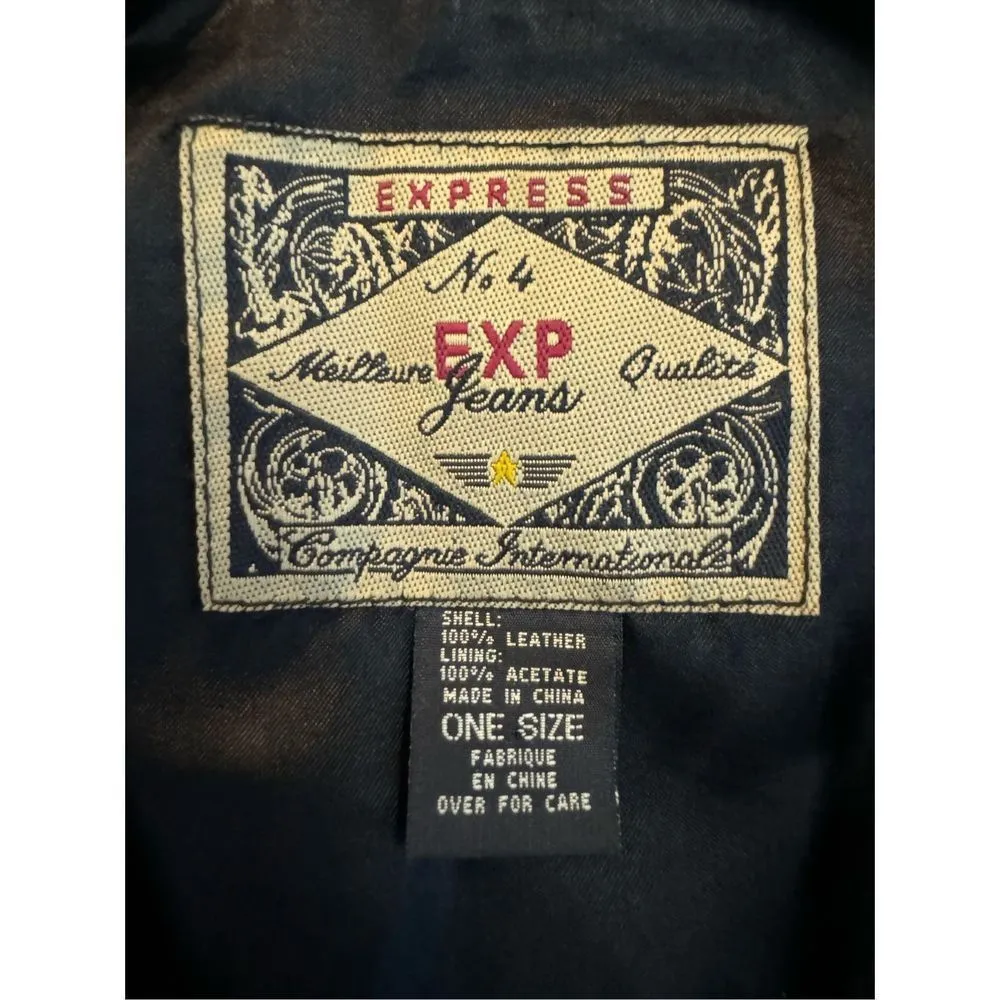 EXPRESS
No 4
EXP
Meilleure Jeans Qualité
Compagnie Internationale
SHELL:
100% LEATHER
LINING:
100% ACETATE
MADE IN CHINA
ONE SIZE
FABRIQUE
EN CHINE
OVER FOR CARE